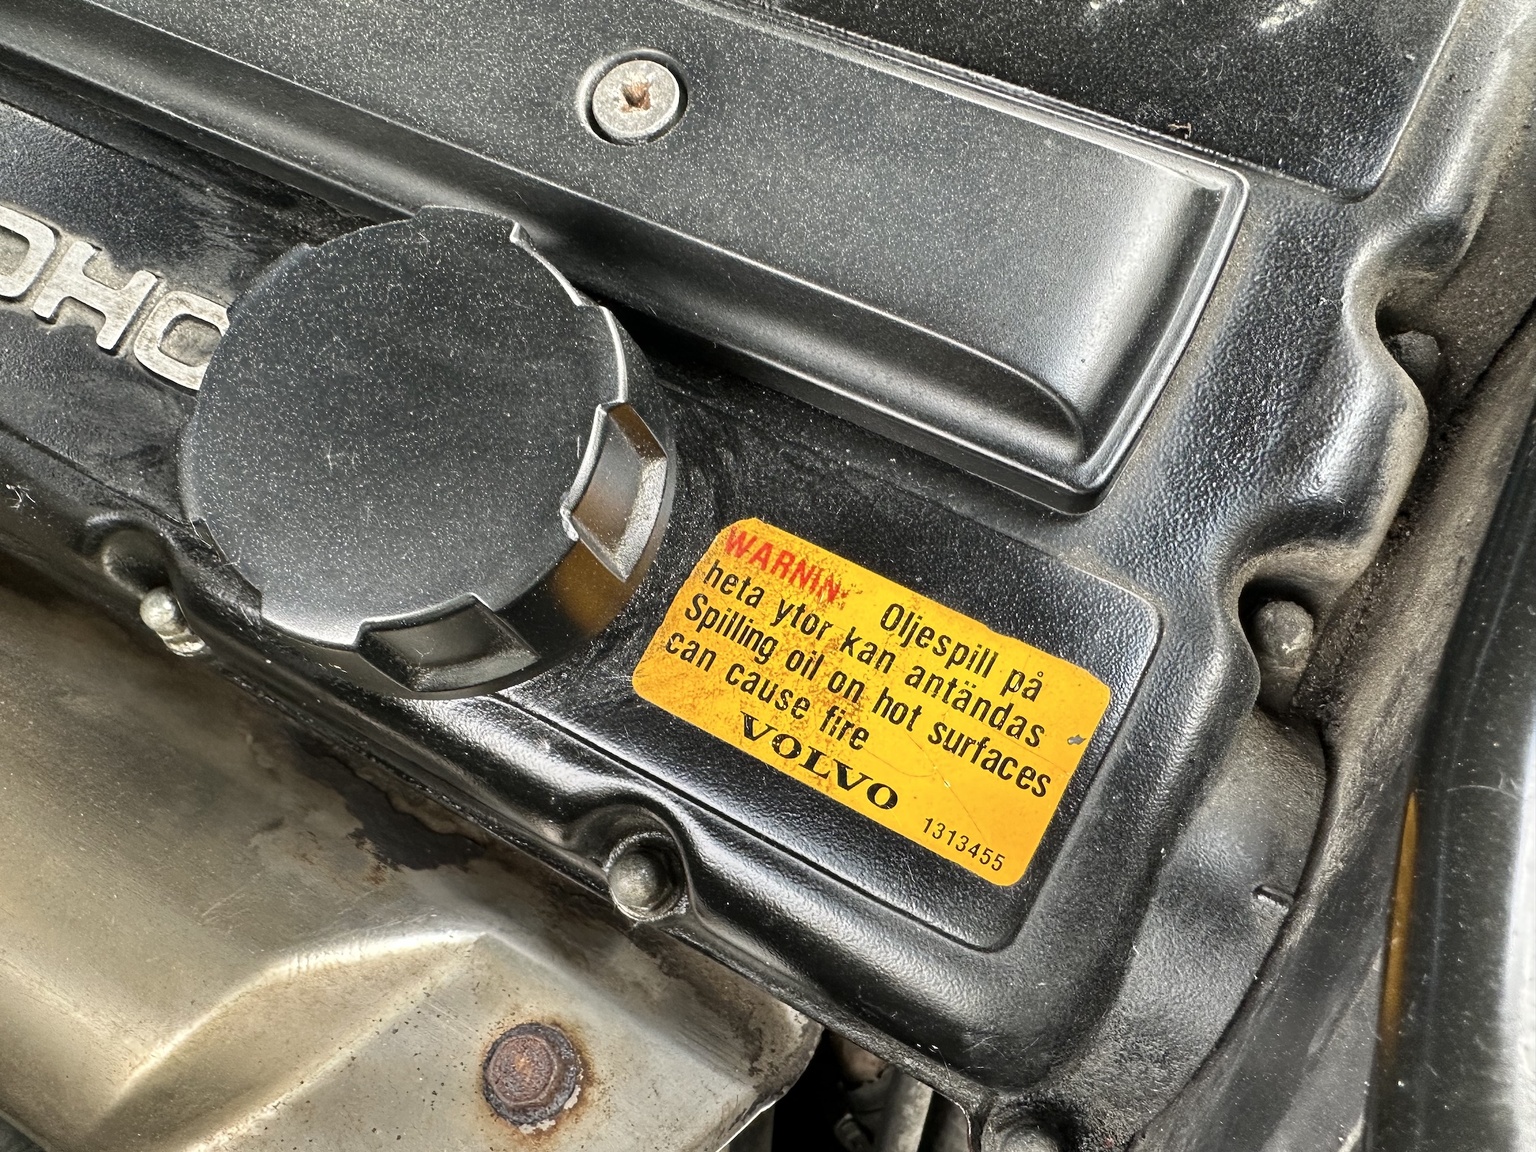 DOHC
WARNIN Oljespill på
heta ytor kan antändas
Spilling oil on hot surfaces
can cause fire
VOLVO
1313455